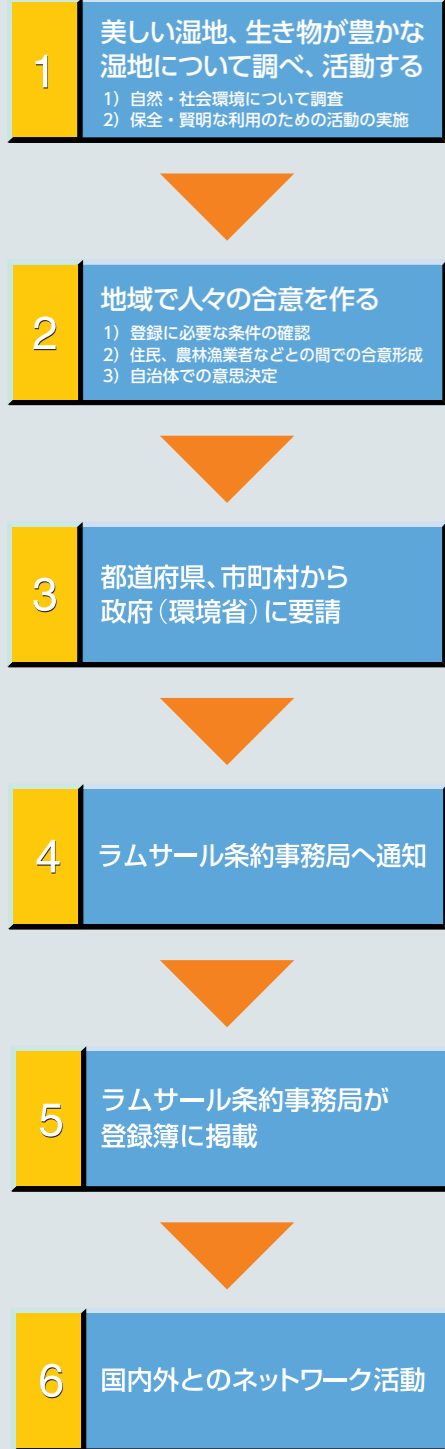 1
美しい湿地、生き物が豊かな
湿地について調べ、活動する
1）自然・社会環境について調査
2）保全・賢明な利用のための活動の実施
2
地域で人々の合意を作る
1）登録に必要な条件の確認
2）住民、農林漁業者などとの間での合意形成
3）自治体での意思決定
3
都道府県、市町村から
政府（環境省）に要請
4
ラムサール条約事務局へ通知
5
ラムサール条約事務局が
登録簿に掲載
6
国内外とのネットワーク活動